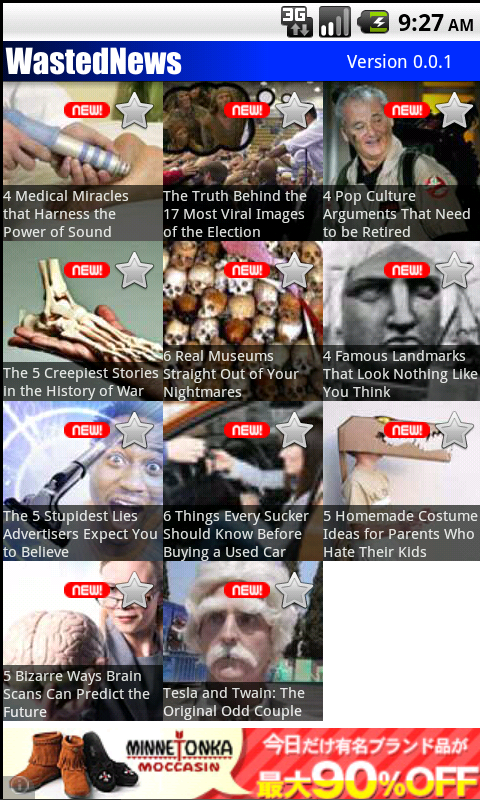 3G
9:27 AM
WastedNews
Version 0.0.1
NEW!
4 Medical Miracles
that Harness the
Power of Sound
NEW!
The Truth Behind the
17 Most Viral Images
of the Election
NEW!
4 Pop Culture
Arguments That Need
to be Retired
NEW!
The 5 Creepiest Stories
in the History of War
NEW!
6 Real Museums
Straight Out of Your
Nightmares
NEW!
4 Famous Landmarks
That Look Nothing Like
You Think
NEW!
The 5 Stupidest Lies
Advertisers Expect You
to Believe
NEW!
6 Things Every Sucker
Should Know Before
Buying a Used Car
NEW!
5 Homemade Costume
Ideas for Parents Who
Hate Their Kids
NEW!
5 Bizarre Ways Brain
Scans Can Predict the
Future
NEW!
Tesla and Twain: The
Original Odd Couple
MINNETONKA
MOCCASIN
今日だけ有名ブランド品が
最大90%OFF